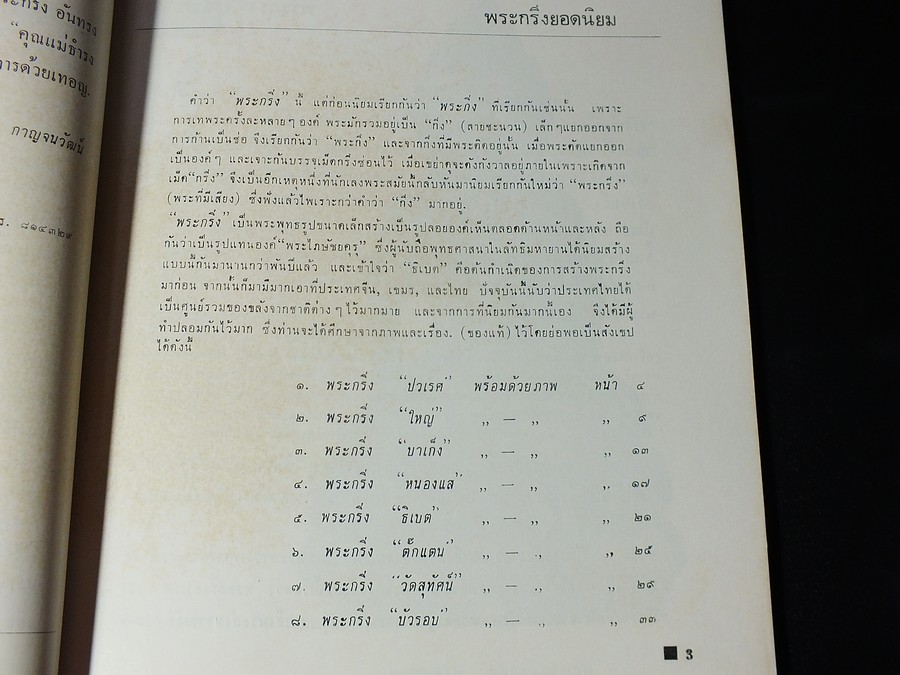 อันทรง
"คุณแม่ธำรง
การด้วยเทอญ.
กาญจนวัฒน์
ร. ๘๑๔๓๒๙
พระกริ่งยอดนิยม
คำว่า "พระกริ่ง" นี้ แต่ก่อนนิยมเรียกกันว่า "พระกิ่ง" ที่เรียกกันเช่นนั้น เพราะ
การเทพระครั้งละหลายๆ องค์ พระมักรวมอยู่เป็น "กิ่ง" (สายชะนวน) เล็กๆแยกออกจาก
การก้านเป็นช่อ จึงเรียกกันว่า "พระกิ่ง" และจากกิ่งที่มีพระติดอยู่นั้น เมื่อพระตัดแยกออก
เป็นองค์ๆ และเจาะก้นบรรจุเม็ดกริ่งซ่อนไว้ เมื่อเขย่าดูจะดังกังวาลอยู่ภายในเพราะเกิดจาก
เม็ด"กริ่ง" จึงเป็นอีกเหตุหนึ่งที่นักเลงพระสมัยนี้กลับหันมานิยมเรียกกันใหม่ว่า "พระกริ่ง"
(พระที่มีเสียง) ซึ่งฟังแล้วไพเราะกว่าคำว่า "กิ่ง" มากอยู่.
"พระกริ่ง" เป็นพระพุทธรูปขนาดเล็กสร้างเป็นรูปลอยองค์เห็นตลอดด้านหน้าและหลัง ถือ
กันว่าเป็นรูปแทนองค์"พระไภษัชยคุรุ" ซึ่งผู้นับถือพุทธศาสนาในลัทธิมหายานได้นิยมสร้าง
แบบนี้กันมานานกว่าพันปีแล้ว และเข้าใจว่า "ธิเบต" คือต้นกำเนิดของการสร้างพระกริ่ง
มาก่อน จากนั้นก็มามีมากเอาที่ประเทศจีน, เขมร, และไทย ปัจจุบันนี้นับว่าประเทศไทยได้
เป็นศูนย์รวมของขลังจากชาติต่างๆ ไว้มากมาย และจากการที่นิยมกันมากนี้เอง จึงได้มีผู้
ทำปลอมกันไว้มาก ซึ่งท่านจะได้ศึกษาจากภาพและเรื่อง. (ของแท้) ไว้โดยย่อพอเป็นสังเขป
ได้ดังนี้
๑. พระกริ่ง "ปวเรศ" พร้อมด้วยภาพ หน้า ๔
๒. พระกริ่ง "ใหญ่" ,, — ,, ,, ๙
๓. พระกริ่ง "บาเก็ง" ,, — ,, ,, ๑๓
๔. พระกริ่ง "หนองแส" ,, — ,, ,. ๑๗
๕. พระกริ่ง "ธิเบต" ,, — ,, ,, ๒๑
๖. พระกริ่ง "ตั๊กแตน" ,, — ., ,, ๒๕
๗. พระกริ่ง "วัดสุทัศน์" ,, — ., ,, ๒๙
๘. พระกริ่ง "บัวรอบ" ,, — ., ,, ๓๓
■ 3